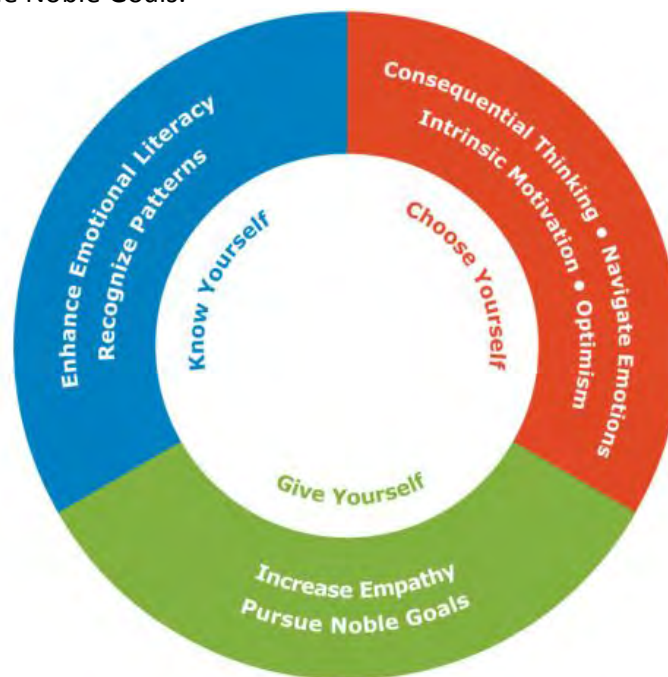 le Noble Goals.
Enhance Emotional Literacy
Recognize Patterns
Know Yourself
Consequential Thinking • Navigate Emotions
Intrinsic Motivation • Optimism
Choose Yourself
Give Yourself
Increase Empathy
Pursue Noble Goals